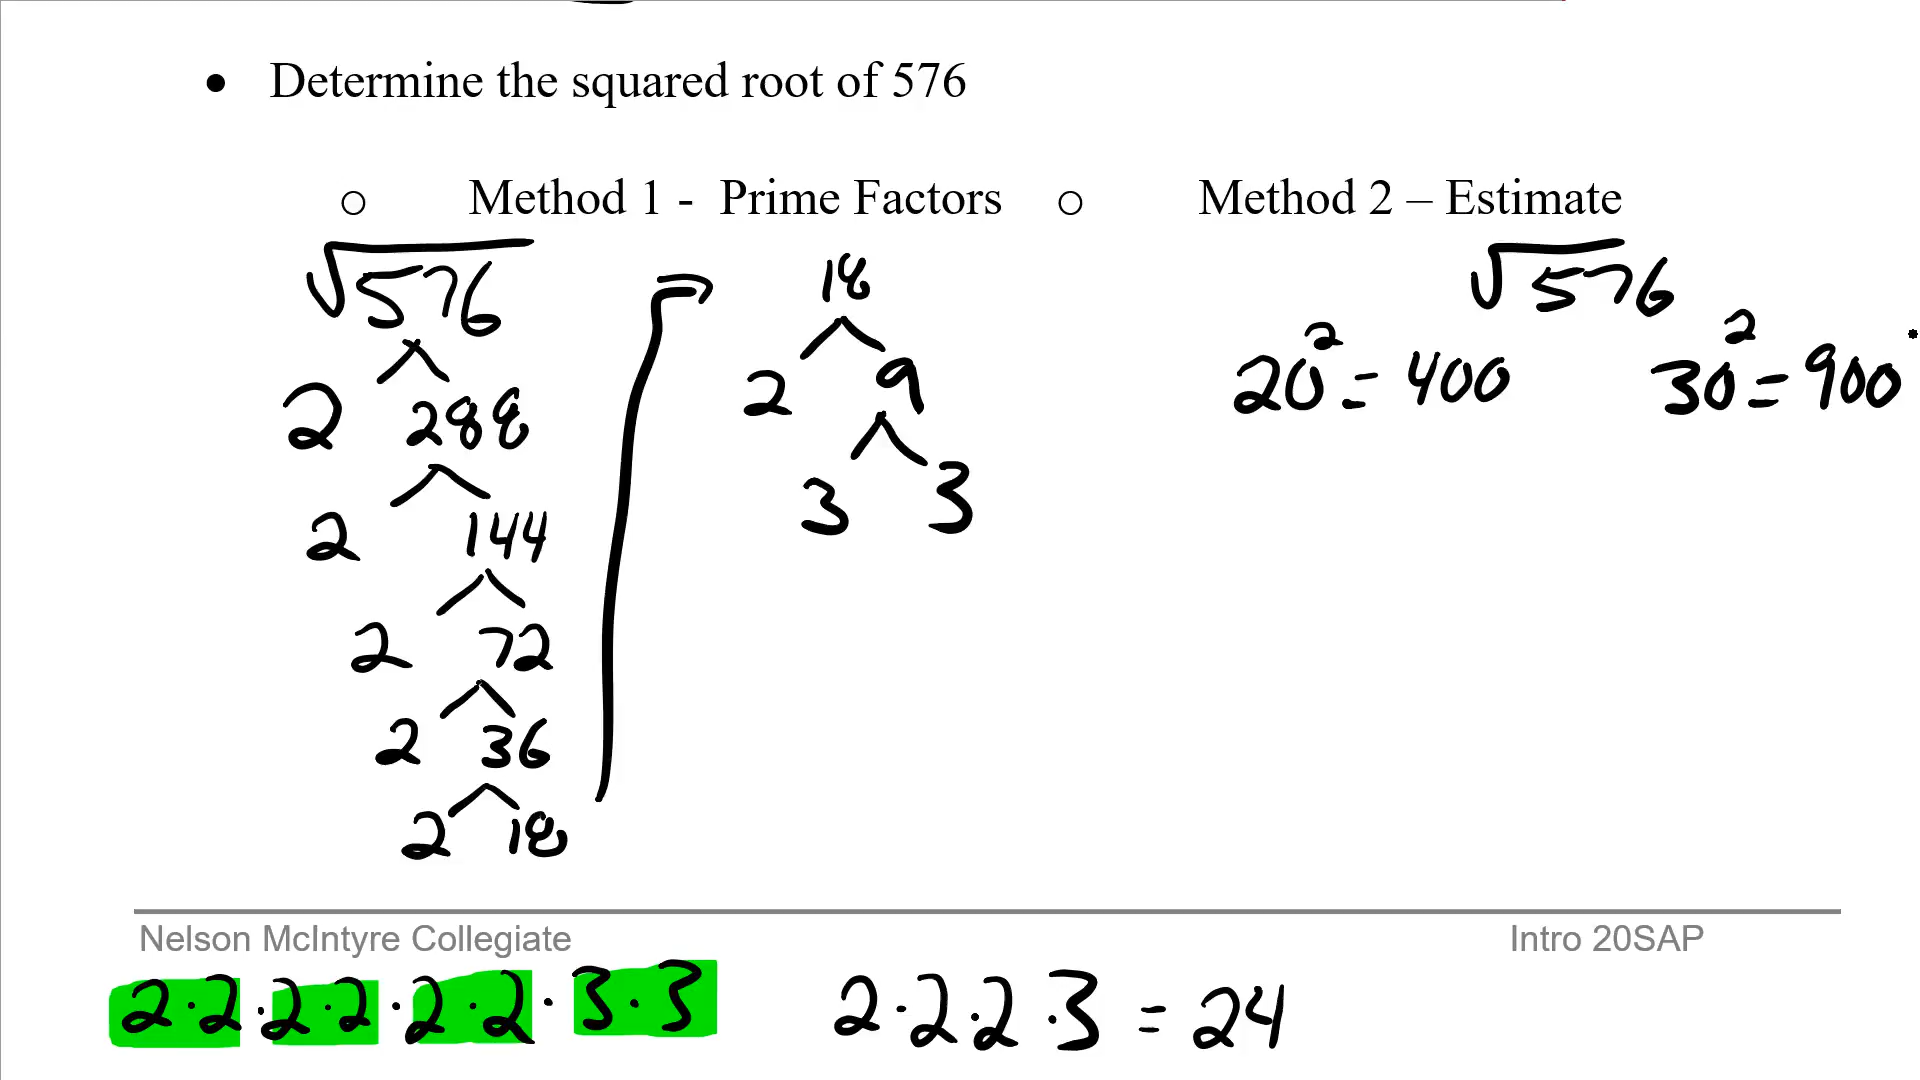 • Determine the squared root of 576
o Method 1 - Prime Factors
o Method 2 – Estimate
√576
2 288
2 144
2 72
2 36
2 18
18
2 9
3 3
√576
20² = 400
30² = 900
Nelson McIntyre Collegiate
Intro 20SAP
2·2·2·2·2·2·3·3
2·2·2·3 = 24